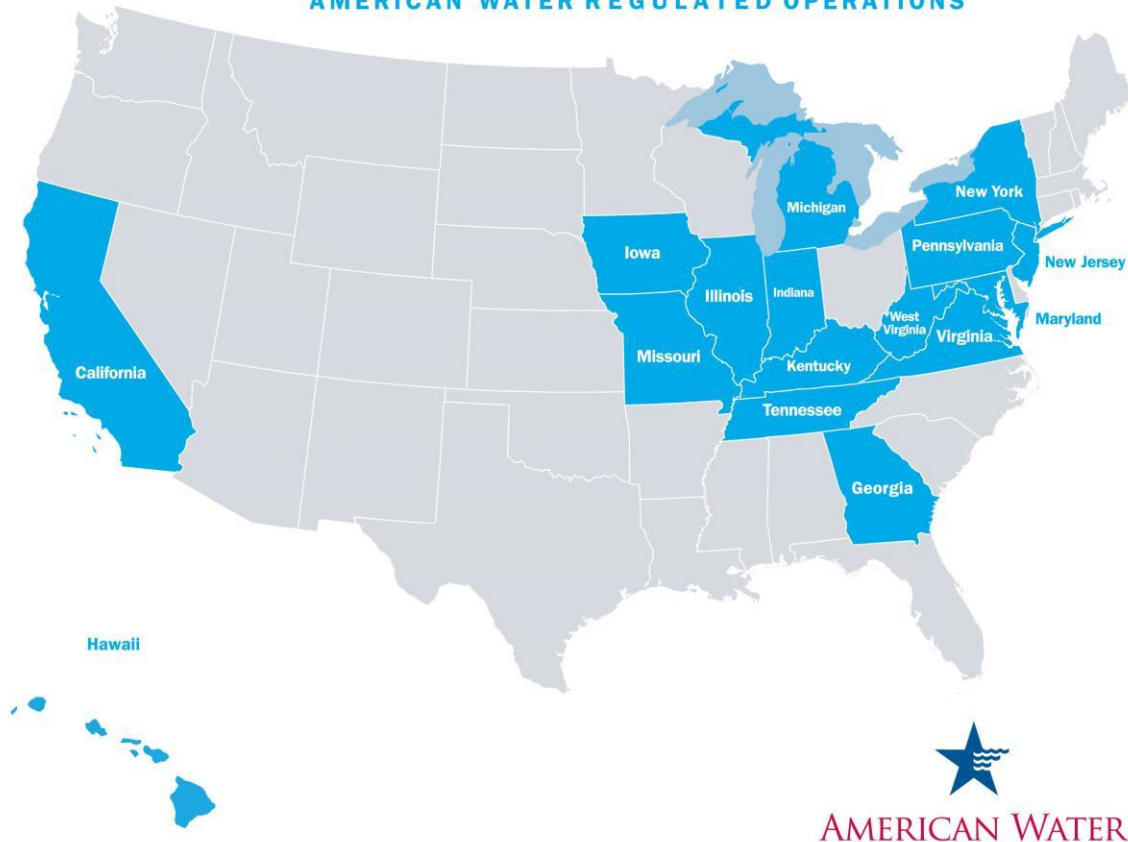 AMERICAN WATER REGULATED OPERATIONS
New York
Michigan
Pennsylvania
Iowa
New Jersey
Illinois
Indiana
West
Virginia
Maryland
Virginia
Missouri
Kentucky
California
Tennessee
Georgia
Hawaii
AMERICAN WATER